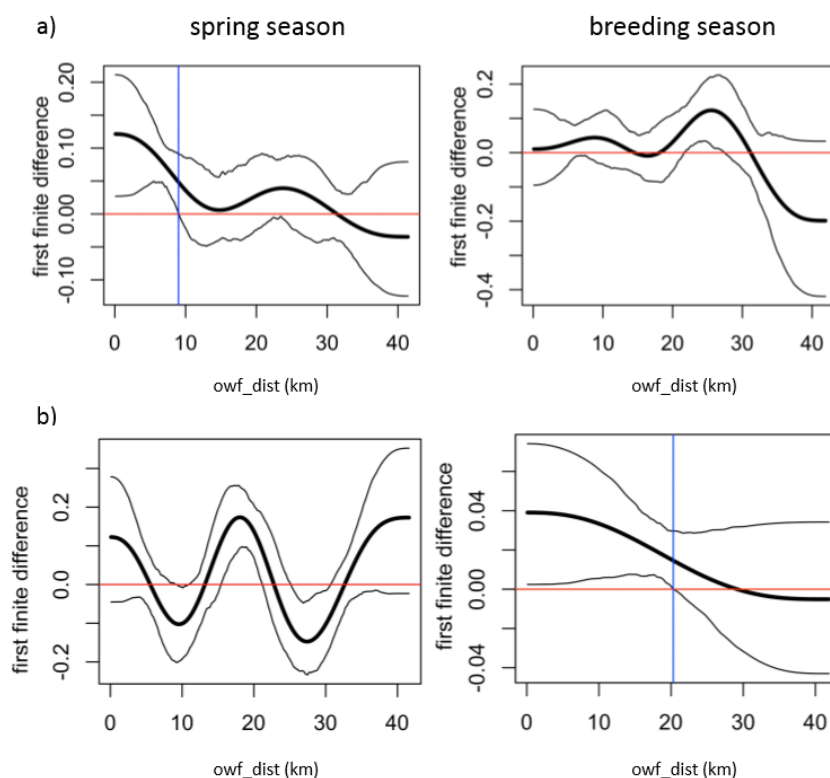 a)
spring season
breeding season
first finite difference
-0.10 0.00 0.10 0.20
0 10 20 30 40
owf_dist (km)
first finite difference
-0.4 -0.2 0.0 0.2
0 10 20 30 40
owf_dist (km)
b)
first finite difference
-0.2 0.0 0.2
0 10 20 30 40
owf_dist (km)
first finite difference
-0.04 0.00 0.04
0 10 20 30 40
owf_dist (km)